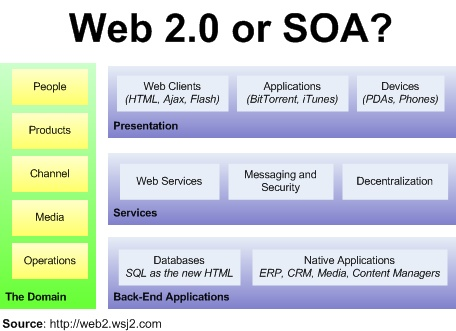 Web 2.0 or SOA?
People
Products
Channel
Media
Operations
The Domain
Web Clients
(HTML, Ajax, Flash)
Applications
(BitTorrent, iTunes)
Devices
(PDAs, Phones)
Presentation
Web Services
Messaging and
Security
Decentralization
Services
Databases
SQL as the new HTML
Native Applications
ERP, CRM, Media, Content Managers
Back-End Applications
Source: http://web2.wsj2.com